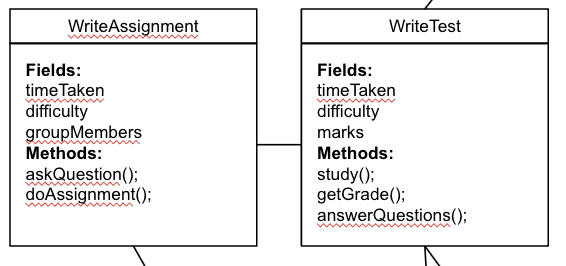 WriteAssignment
Fields:
timeTaken
difficulty
groupMembers
Methods:
askQuestion();
doAssignment();
WriteTest
Fields:
timeTaken
difficulty
marks
Methods:
study();
getGrade();
answerQuestions();